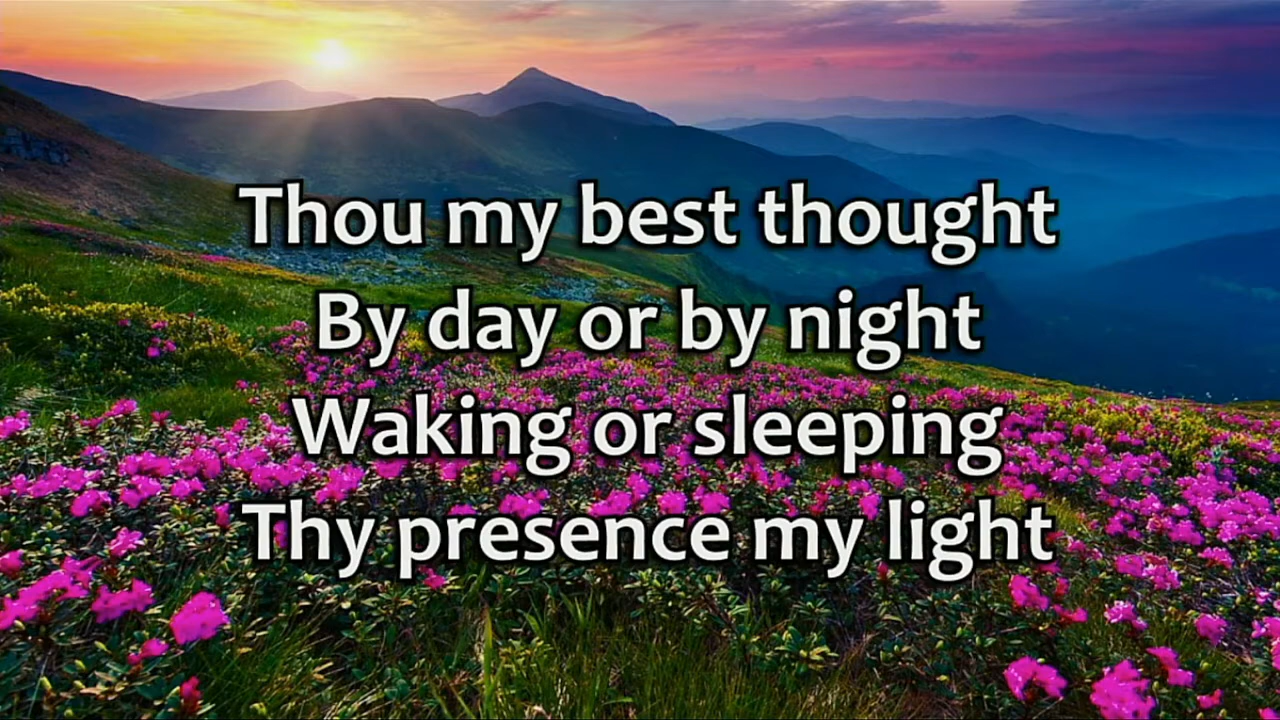 Thou my best thought
By day or by night
Waking or sleeping
Thy presence my light